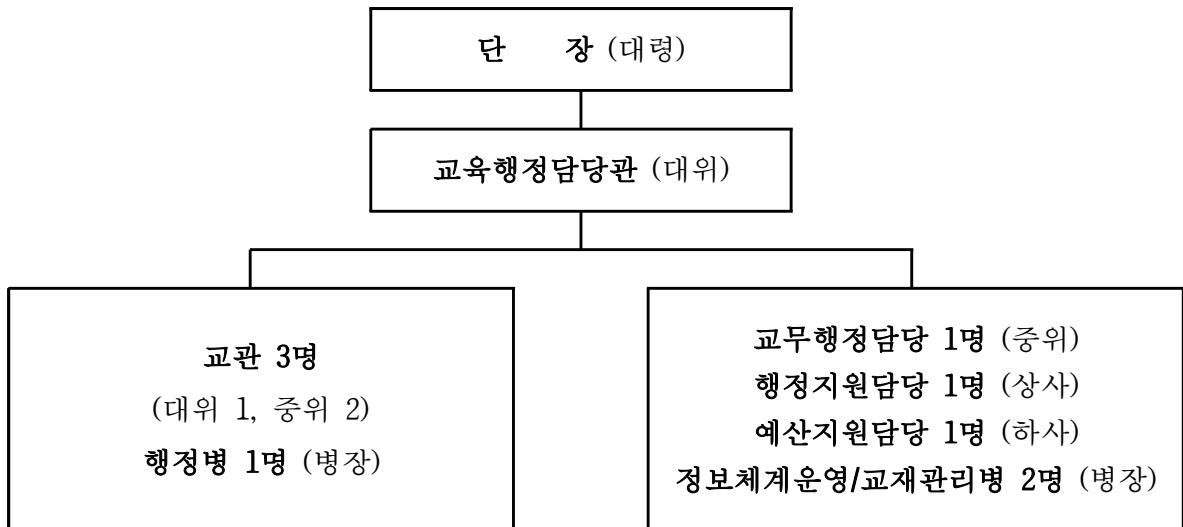 단 장 (대령)
교육행정담당관 (대위)
교관 3명
(대위 1, 중위 2)
행정병 1명 (병장)
교무행정담당 1명 (중위)
행정지원담당 1명 (상사)
예산지원담당 1명 (하사)
정보체계운영/교재관리병 2명 (병장)